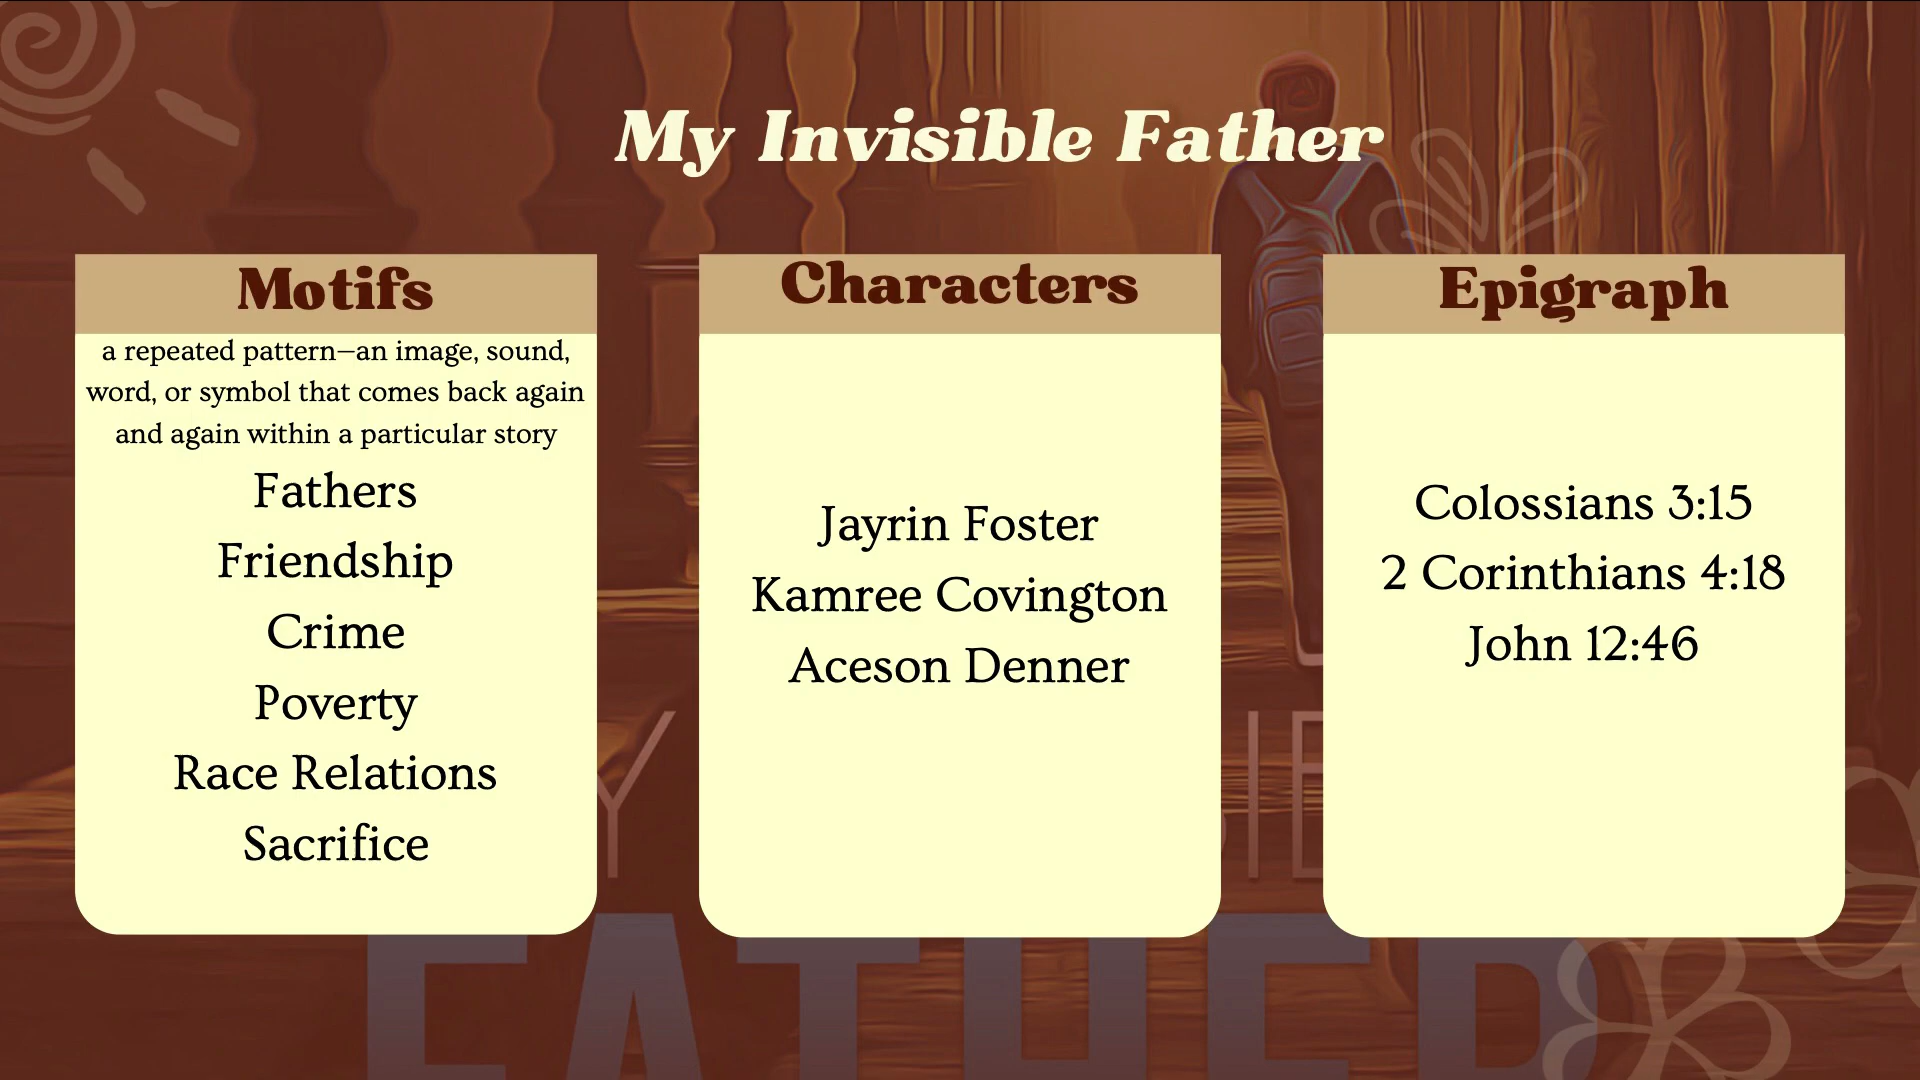 My Invisible Father
Motifs
a repeated pattern—an image, sound,
word, or symbol that comes back again
and again within a particular story
Fathers
Friendship
Crime
Poverty
Race Relations
Sacrifice
Characters
Jayrin Foster
Kamree Covington
Aceson Denner
Epigraph
Colossians 3:15
2 Corinthians 4:18
John 12:46
FATHER